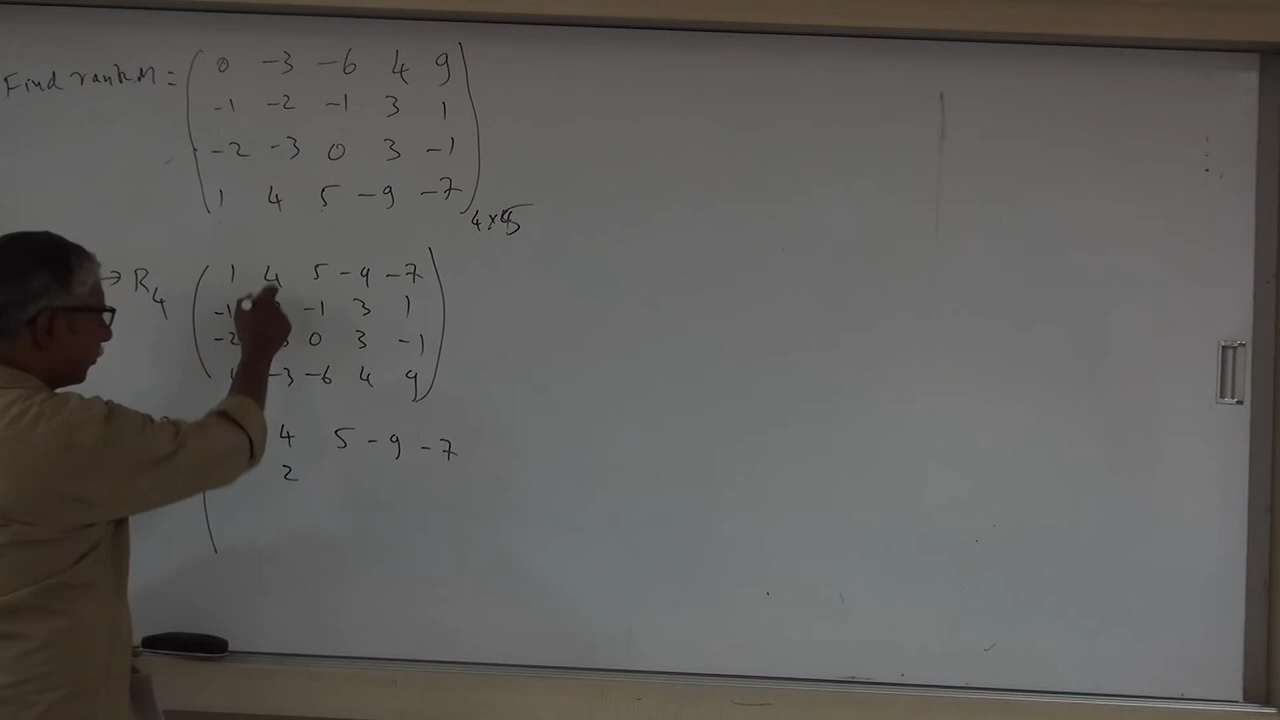 Find rank M = 0 -3 -6 4 9
-1 -2 -1 3 1
-2 -3 0 3 -1
1 4 5 -9 -7
4×5
→ R4 1 4 5 -9 -7
-1 -1 3 1
-2 3 0 3 -1
-3 -6 4 9
4 5 -9 -7
2